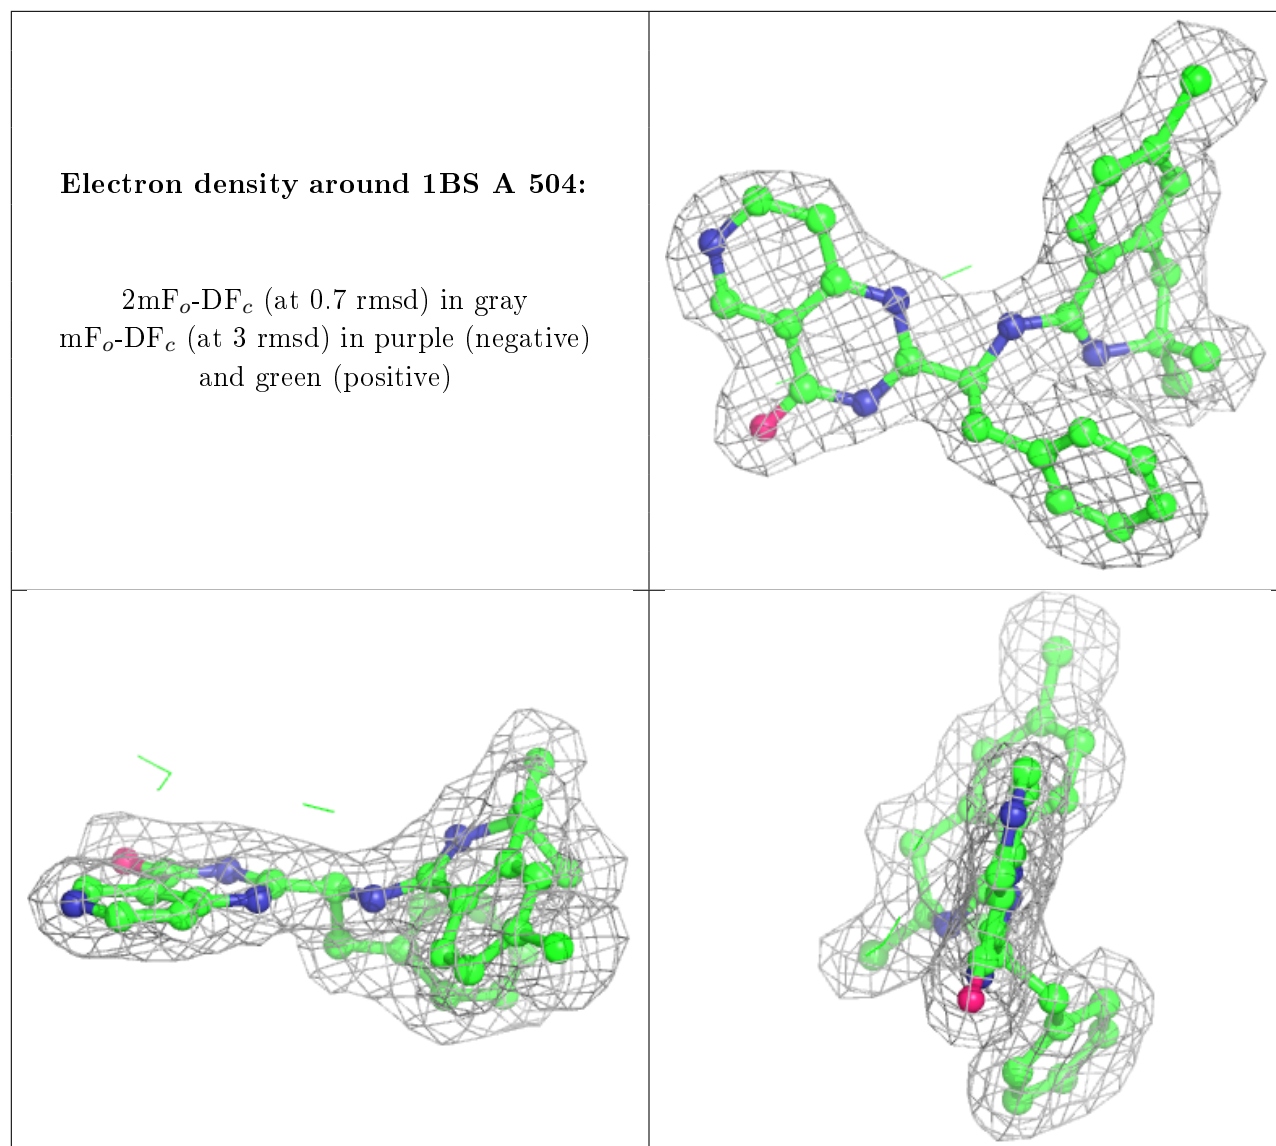 Electron density around 1BS A 504:
2mFo-DFc (at 0.7 rmsd) in gray
mFo-DFc (at 3 rmsd) in purple (negative)
and green (positive)